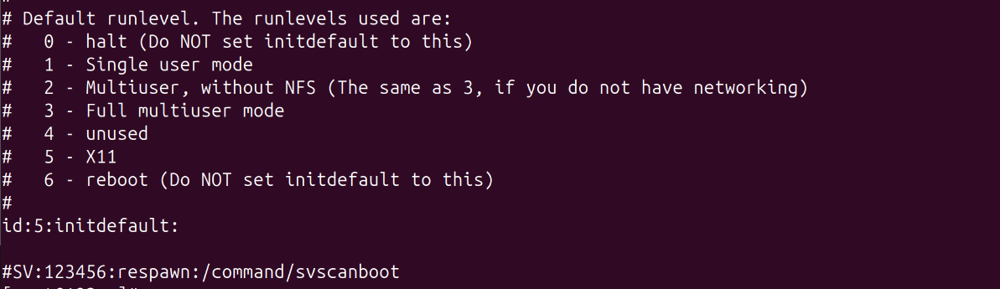 # Default runlevel. The runlevels used are:
#   0 - halt (Do NOT set initdefault to this)
#   1 - Single user mode
#   2 - Multiuser, without NFS (The same as 3, if you do not have networking)
#   3 - Full multiuser mode
#   4 - unused
#   5 - X11
#   6 - reboot (Do NOT set initdefault to this)
#
id:5:initdefault:

#SV:123456:respawn:/command/svscanboot